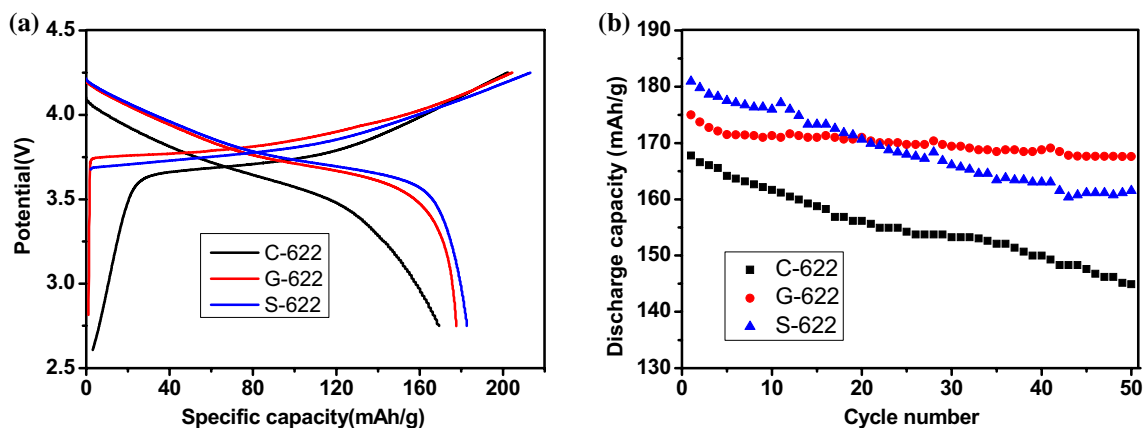 (a)
4.5
4.0
3.5
3.0
2.5
Potential(V)
C-622
G-622
S-622
0 40 80 120 160 200
Specific capacity(mAh/g)
(b)
190
180
170
160
150
140
130
Discharge capacity (mAh/g)
C-622
G-622
S-622
0 10 20 30 40 50
Cycle number